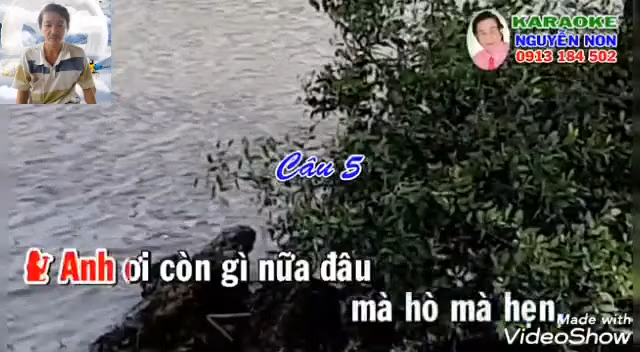 KARAOKE
NGUYỄN NON
0913 184 502
Câu 5
Anh ơi còn gì nữa đâu
mà hò mà hẹn,
Made with
VideoShow